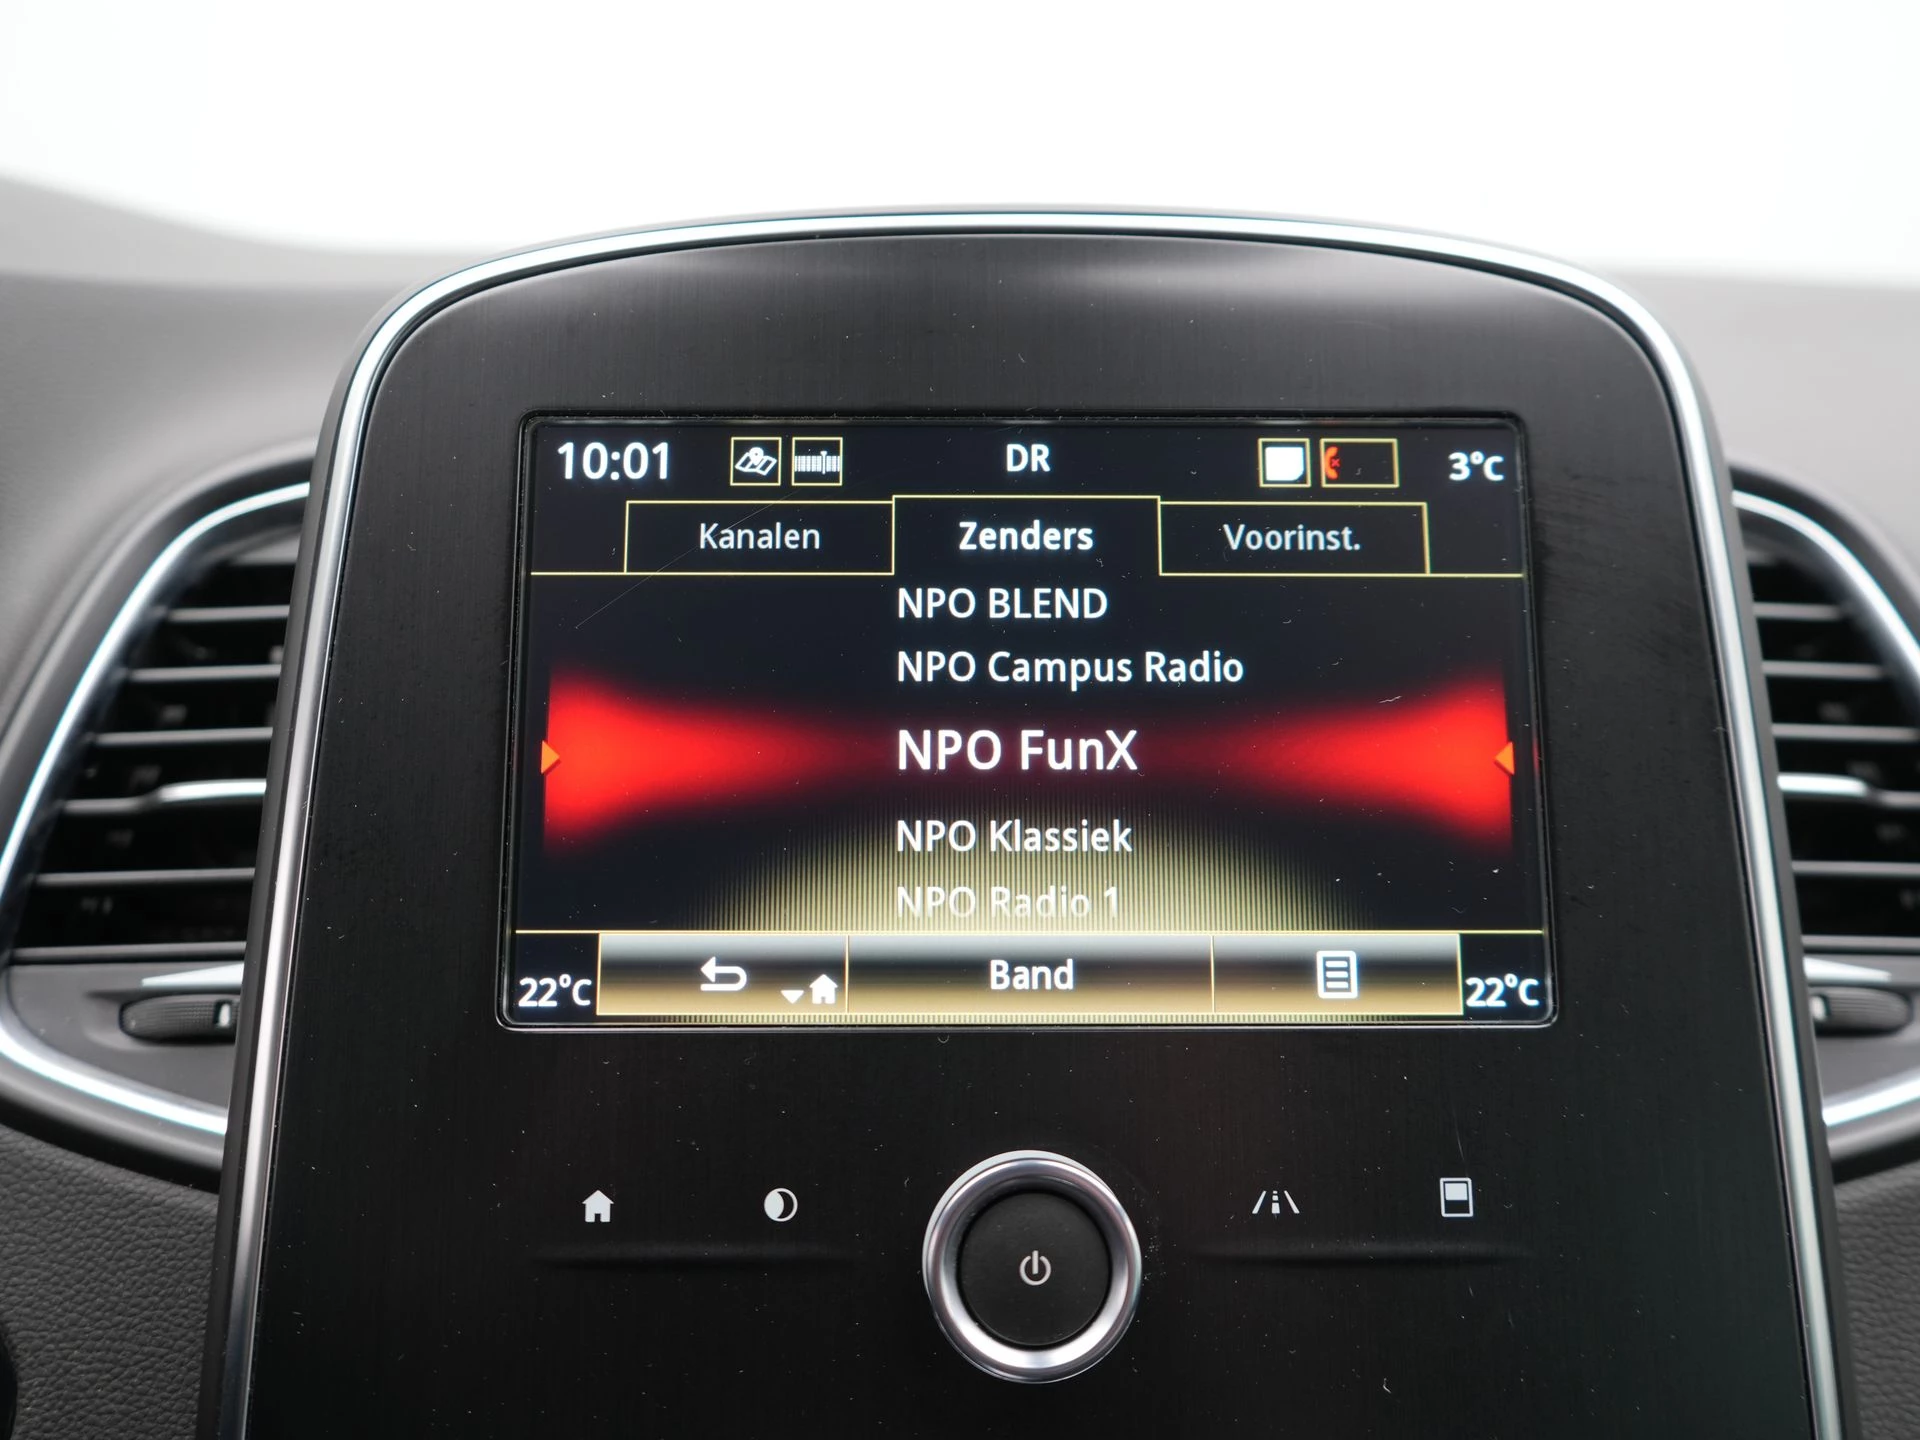 10:01 DR 3°C
Kanalen Zenders Voorinst.
NPO BLEND
NPO Campus Radio
NPO FunX
NPO Klassiek
NPO Radio 1
22°C Band 22°C